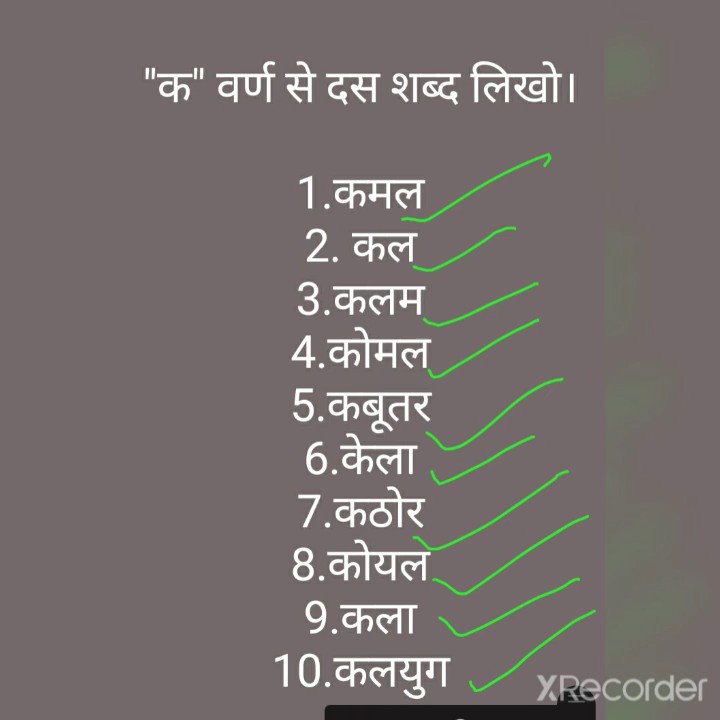 "क" वर्ण से दस शब्द लिखो।
1.कमल
2. कल
3.कलम
4.कोमल
5.कबूतर
6.केला
7.कठोर
8.कोयल
9.कला
10.कलयुग
XRecorder